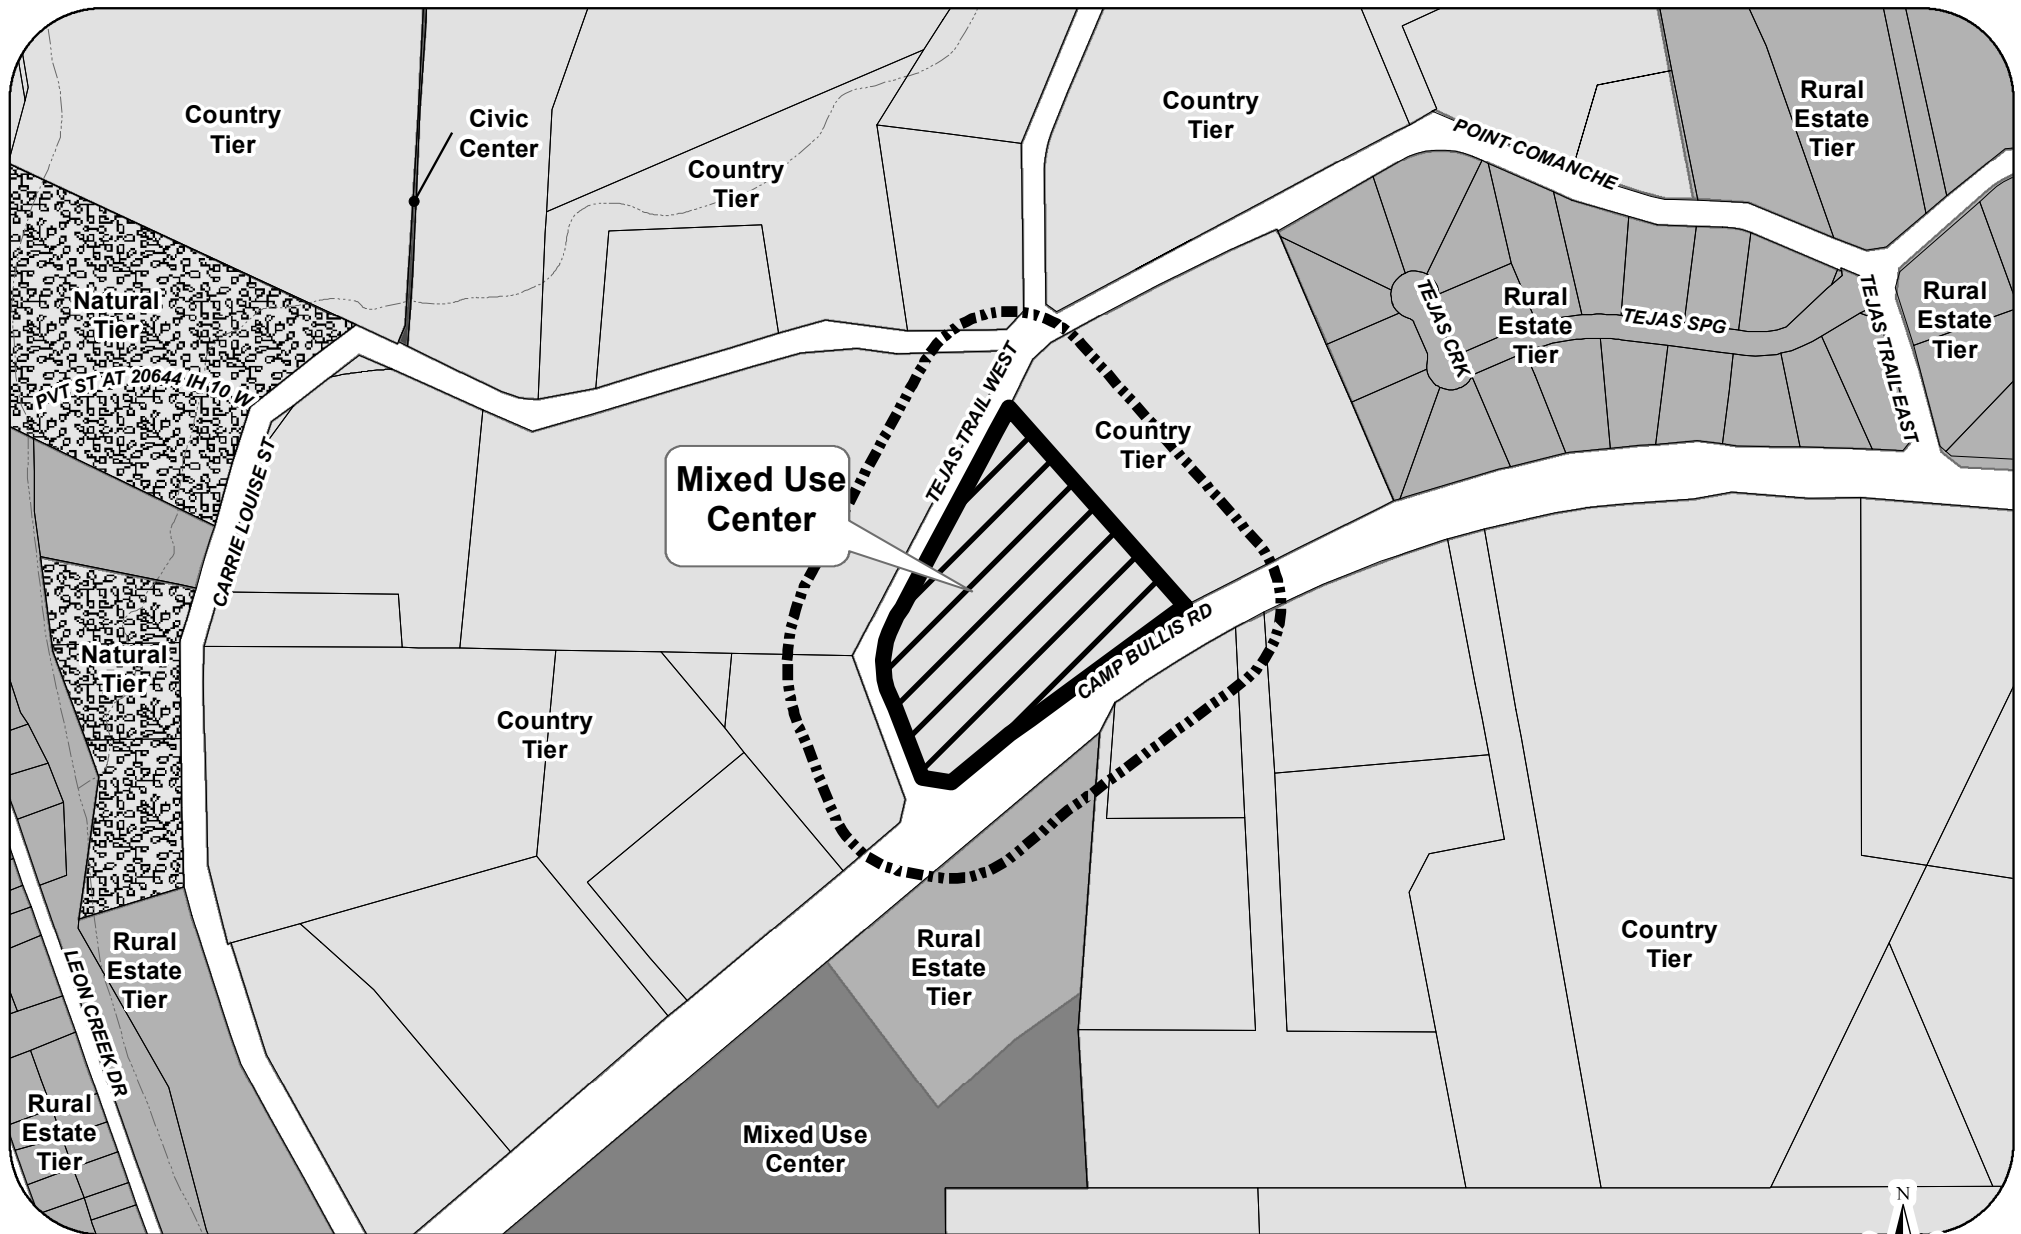 Country
Tier
Civic
Center
Country
Tier
Country
Tier
Rural
Estate
Tier
POINT COMANCHE
Natural
Tier
PVT ST AT 20644 IH 10 W
TEJAS CRK
Rural
Estate
Tier
TEJAS SPG
TEJAS TRAIL EAST
Rural
Estate
Tier
TEJAS TRAIL WEST
Country
Tier
Mixed Use
Center
CARRIE LOUISE ST
CAMP BULLIS RD
Natural
Tier
Country
Tier
Rural
Estate
Tier
LEON CREEK DR
Rural
Estate
Tier
Country
Tier
Rural
Estate
Tier
Mixed Use
Center
N